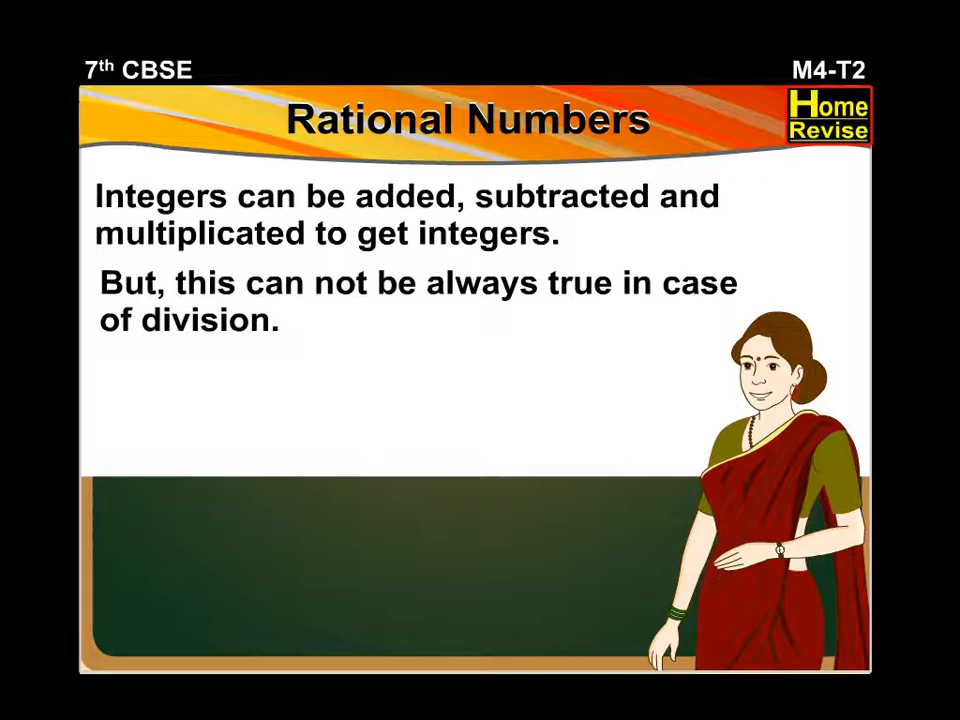 7th CBSE
M4-T2
Rational Numbers
Home
Revise
Integers can be added, subtracted and
multiplicated to get integers.
But, this can not be always true in case
of division.